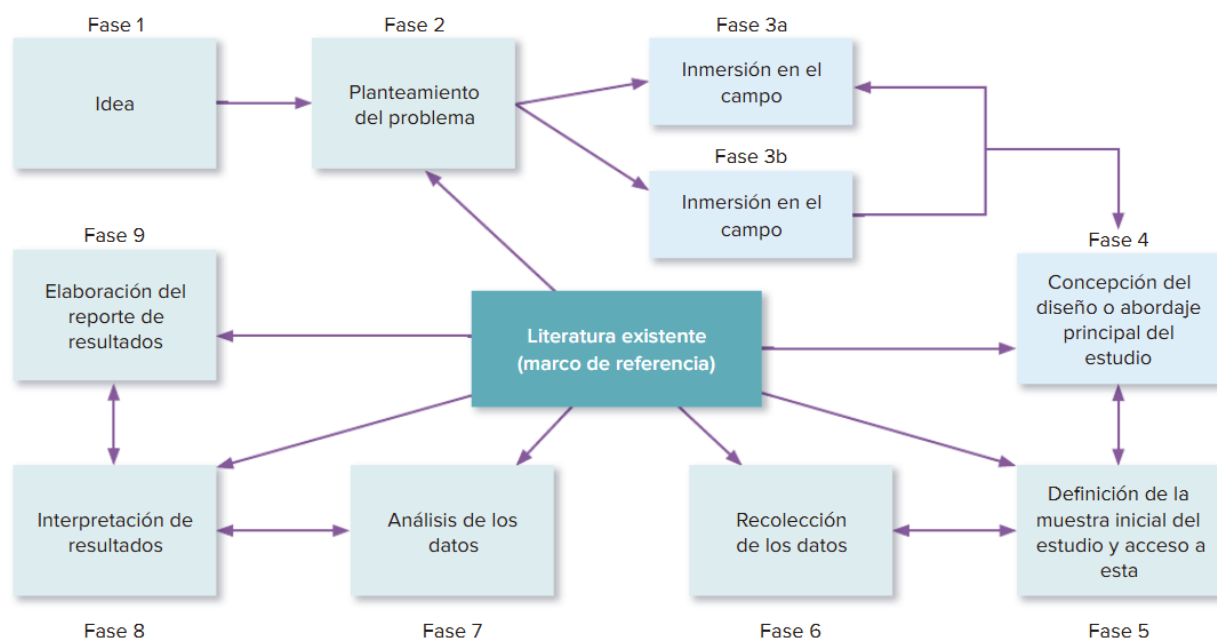 Fase 1
Idea
Fase 2
Planteamiento
del problema
Fase 3a
Inmersión en el
campo
Fase 3b
Inmersión en el
campo
Fase 4
Concepción del
diseño o abordaje
principal del
estudio
Fase 9
Elaboración del
reporte de
resultados
Literatura existente
(marco de referencia)
Interpretación de
resultados
Fase 8
Análisis de los
datos
Fase 7
Recolección
de los datos
Fase 6
Definición de la
muestra inicial del
estudio y acceso a
esta
Fase 5